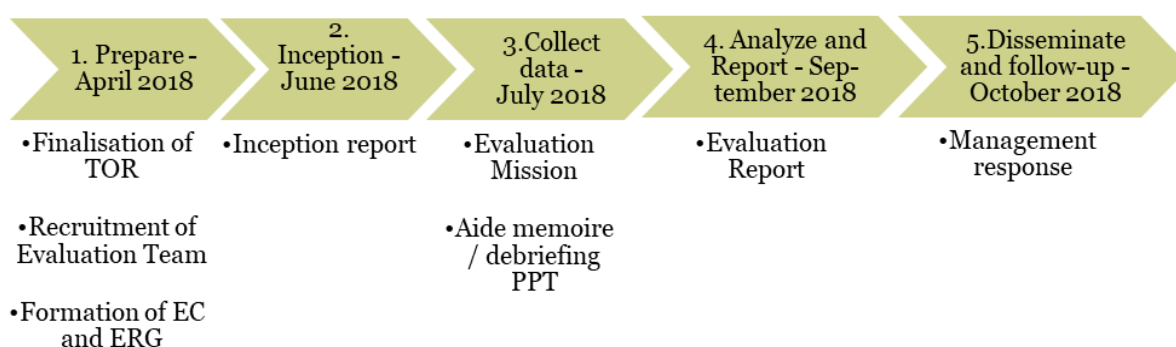 1. Prepare -
April 2018
2.
Inception -
June 2018
3.Collect
data -
July 2018
4. Analyze and
Report - Sep-
tember 2018
5.Disseminate
and follow-up -
October 2018
•Finalisation of
TOR
•Recruitment of
Evaluation Team
•Formation of EC
and ERG
•Inception report
•Evaluation
Mission
•Aide memoire
/ debriefing
PPT
•Evaluation
Report
•Management
response